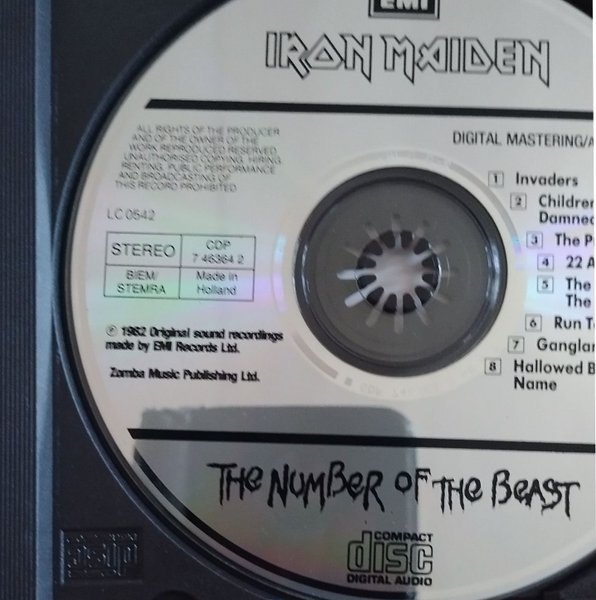 EMI
IRON MAIDEN
ALL RIGHTS OF THE PRODUCER
AND OF THE OWNER OF THE
WORK REPRODUCED RESERVED
UNAUTHORISED COPYING, HIRING,
RENTING, PUBLIC PERFORMANCE
AND BROADCASTING OF
THIS RECORD PROHIBITED
DIGITAL MASTERING/A
LC 0542
STEREO
CDP
7 46364 2
BIEM/
STEMRA
Made in
Holland
℗ 1982 Original sound recordings
made by EMI Records Ltd.
Zomba Music Publishing Ltd.
1 Invaders
2 Children
Damned
3 The P
4 22 A
5 The
The
6 Run T
7 Gangla
8 Hallowed B
Name
THE NUMBER OF THE BEAST
COMPACT
disc
DIGITAL AUDIO